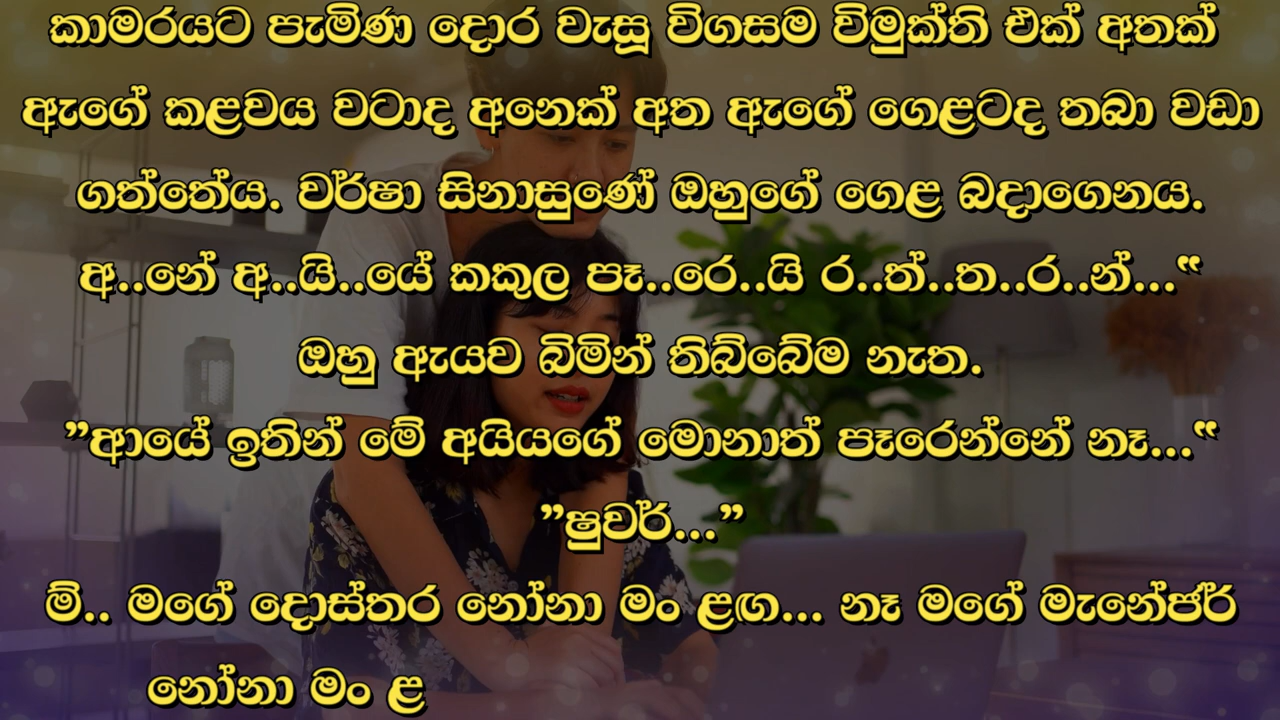 කාමරයට පැමිණ දොර වැසූ විගසම විමුක්ති එක් අතක්
ඇගේ කළවය වටාද අනෙක් අත ඇගේ ගෙළටද තබා වඩා
ගත්තේය. වර්ෂා සිනාසුණේ ඔහුගේ ගෙළ බදාගෙනය.
අ..නේ අ..යි..යේ කකුල පෑ..රෙ..යි ර..ත්..ත..ර..න්...“
ඔහු ඇයව බිමින් තිබ්බේම නැත.
”ආයේ ඉතින් මේ අයියගේ මොනාත් පෑරෙන්නේ නෑ...“
”ෂුවර්...”
ම්.. මගේ දොස්තර නෝනා මං ළඟ... නෑ මගේ මැනේජර්
නෝනා මං ළ